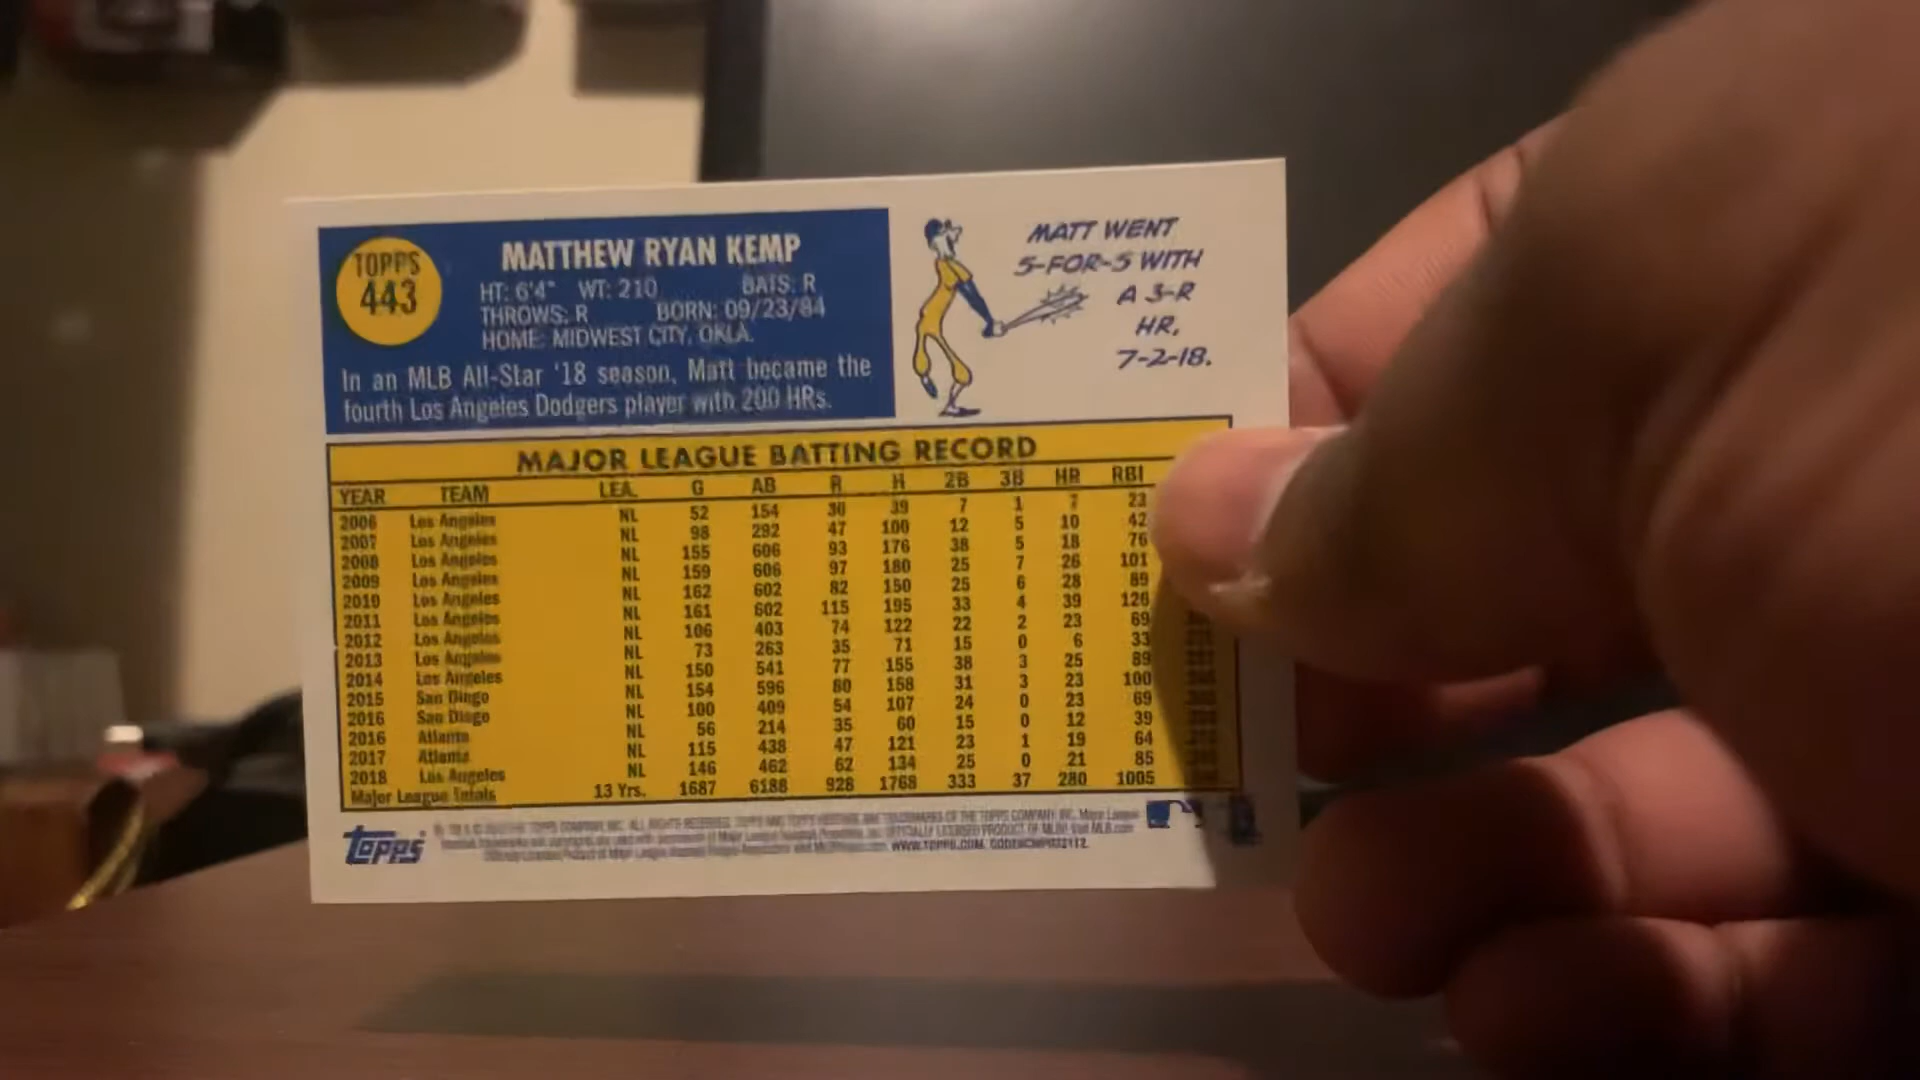 TOPPS
443
MATTHEW RYAN KEMP
HT: 6'4" WT: 210 BATS: R
THROWS: R BORN: 09/23/84
HOME: MIDWEST CITY, OKLA.
In an MLB All-Star '18 season, Matt became the
fourth Los Angeles Dodgers player with 200 HRs.
MATT WENT
5-FOR-5 WITH
A 3-R
HR,
7-2-18.
MAJOR LEAGUE BATTING RECORD
YEAR TEAM LEA. G AB R H 2B 3B HR RBI
2006 Los Angeles NL 52 154 30 39 7 1 7 23
2007 Los Angeles NL 98 292 47 100 12 5 10 42
2008 Los Angeles NL 155 606 93 176 38 5 18 76
2009 Los Angeles NL 159 606 97 180 25 7 26 101
2010 Los Angeles NL 162 602 82 150 25 6 28 89
2011 Los Angeles NL 161 602 115 195 33 4 39 126
2012 Los Angeles NL 106 403 74 122 22 2 23 69
2013 Los Angeles NL 73 263 35 71 15 0 6 33
2014 Los Angeles NL 150 541 77 155 38 3 25 89
2015 San Diego NL 154 596 80 158 31 3 23 100
2016 San Diego NL 100 409 54 107 24 0 23 69
2016 Atlanta NL 56 214 35 60 15 0 12 39
2017 Atlanta NL 115 438 47 121 23 1 19 64
2018 Los Angeles NL 146 462 62 134 25 0 21 85
Major League Totals 13 Yrs. 1687 6188 928 1768 333 37 280 1005
Topps
WWW.TOPPS.COM.